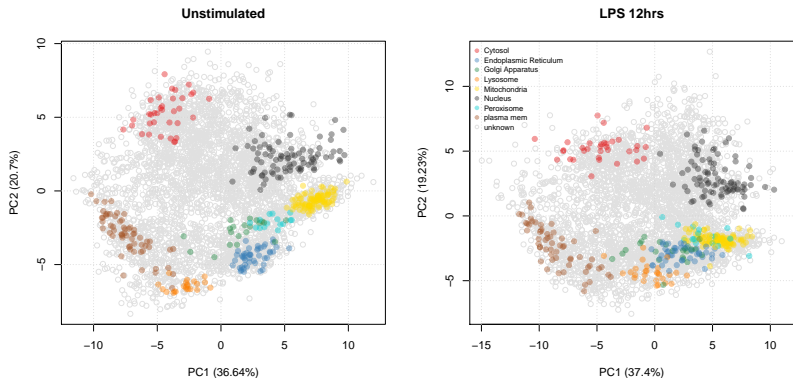 Unstimulated
10
5
0
−5
PC2 (20.7%)
−10
−5
0
5
10
PC1 (36.64%)
LPS 12hrs
Cytosol
Endoplasmic Reticulum
Golgi Apparatus
Lysosome
Mitochondria
Nucleus
Peroxisome
plasma mem
unknown
10
5
0
−5
PC2 (19.23%)
−15
−10
−5
0
5
10
PC1 (37.4%)